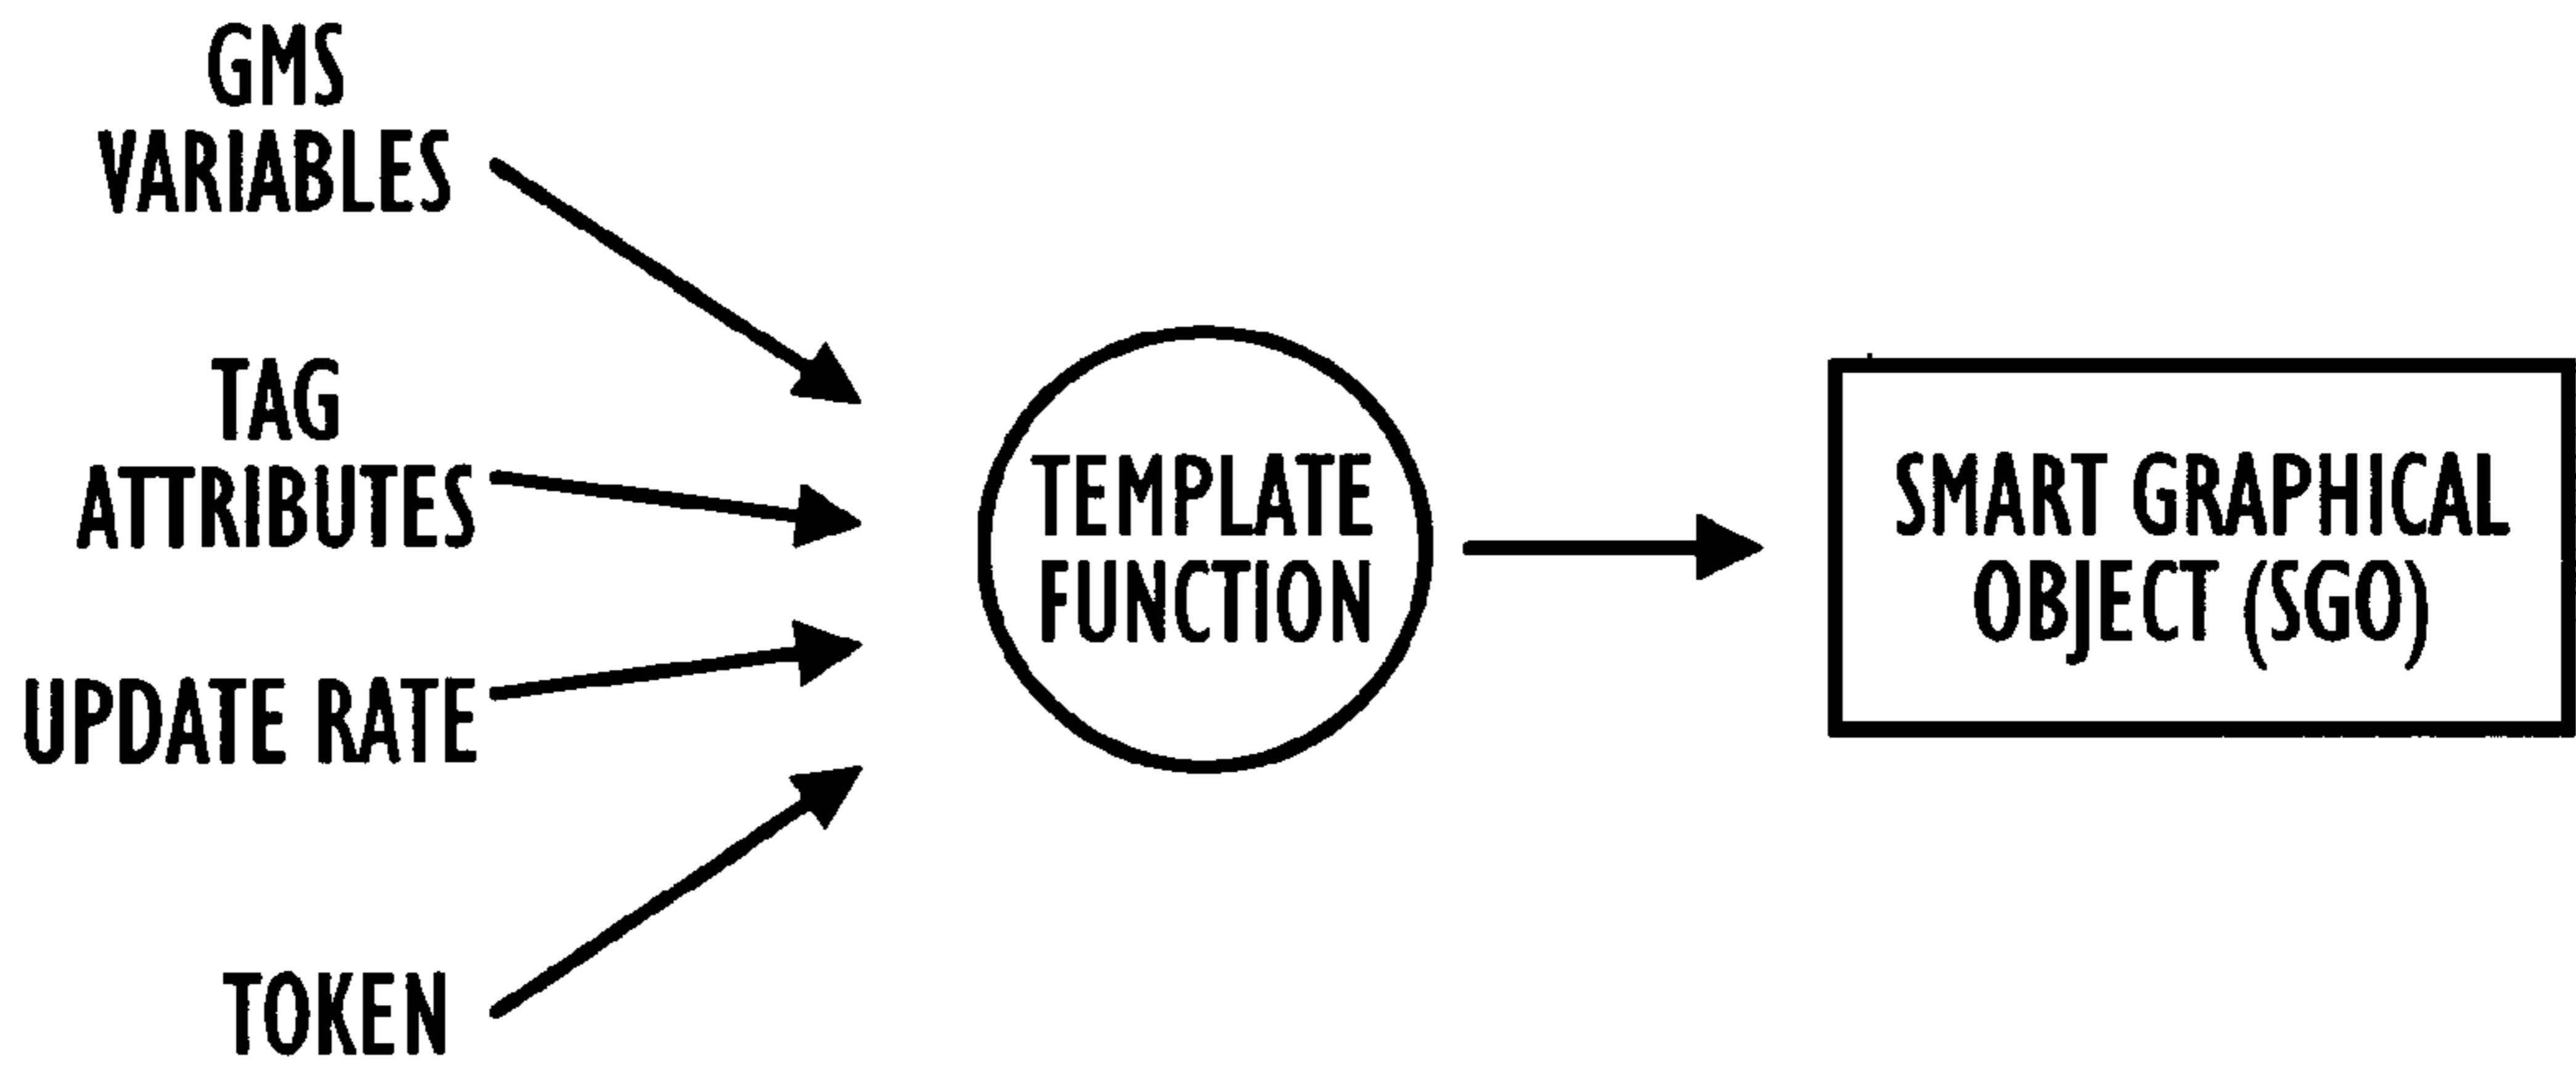 GMS
VARIABLES
TAG
ATTRIBUTES
UPDATE RATE
TOKEN
TEMPLATE
FUNCTION
SMART GRAPHICAL
OBJECT (SGO)